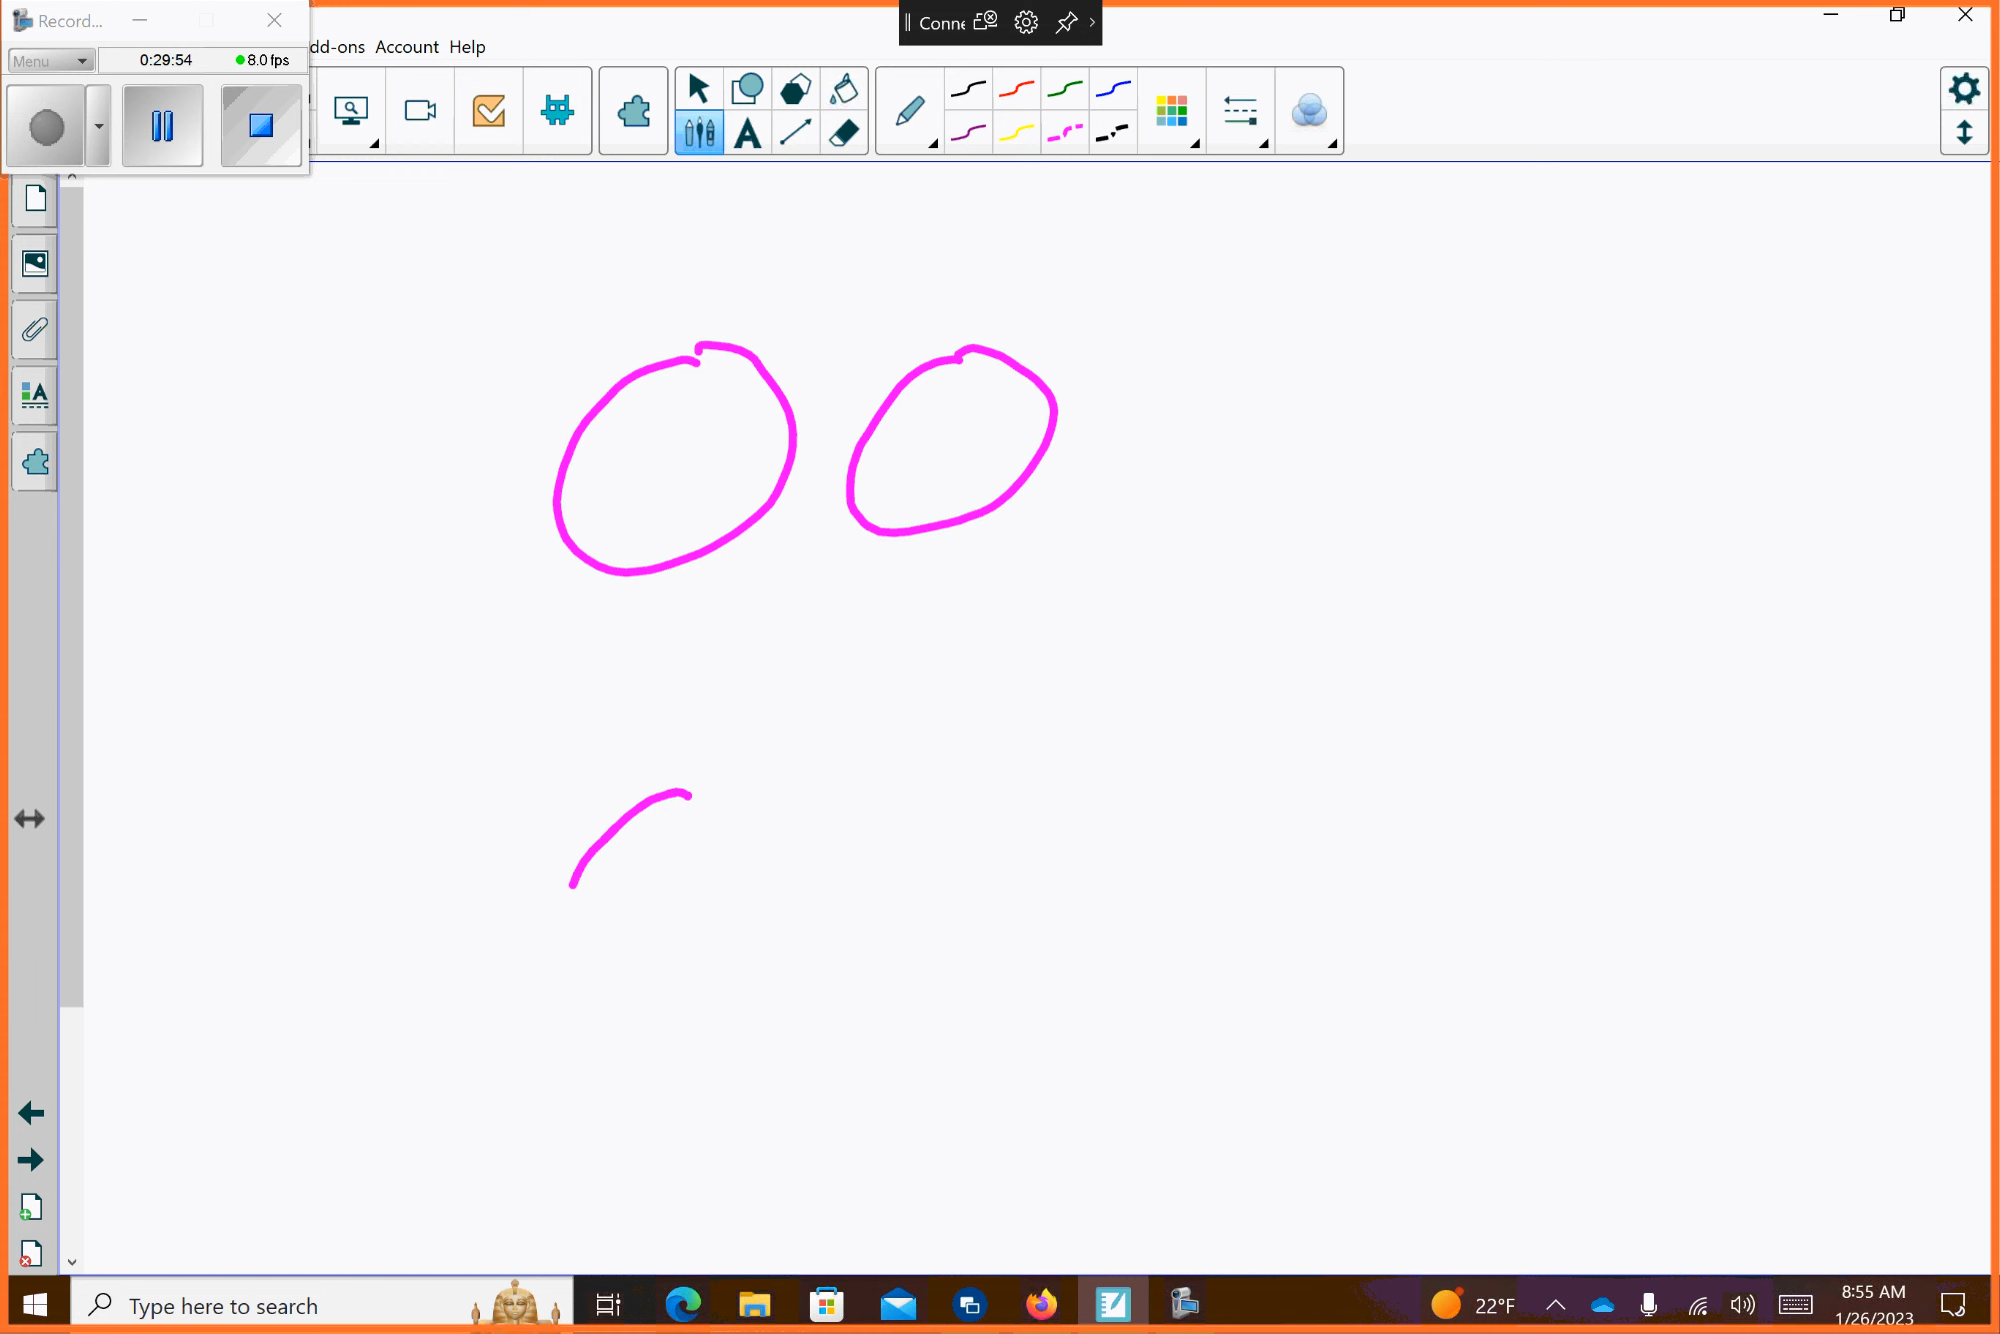 Record...
Conne
Menu
0:29:54
8.0 fps
dd-ons Account Help
A
A
Type here to search
22°F
8:55 AM
1/26/2023